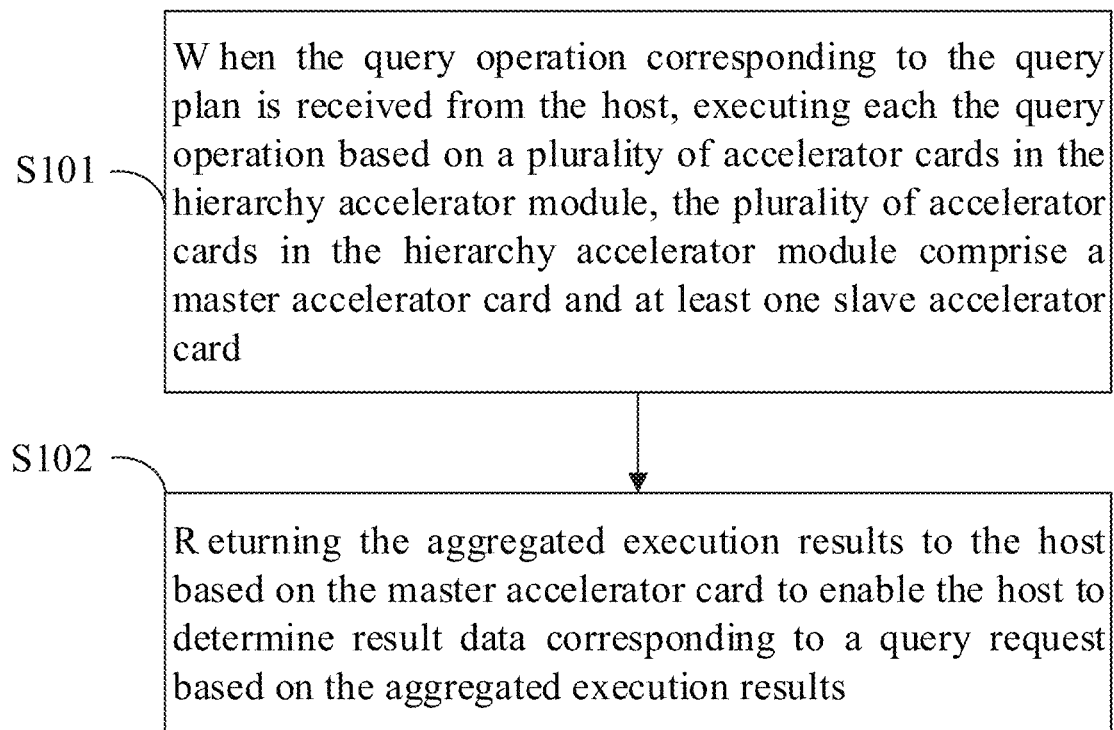 W hen the query operation corresponding to the query
plan is received from the host, executing each the query
operation based on a plurality of accelerator cards in the
S101
hierarchy accelerator module, the plurality of accelerator
cards in the hierarchy accelerator module comprise a
master accelerator card and at least one slave accelerator
card
S102
R eturning the aggregated execution results to the host
based on the master accelerator card to enable the host to
determine result data corresponding to a query request
based on the aggregated execution results